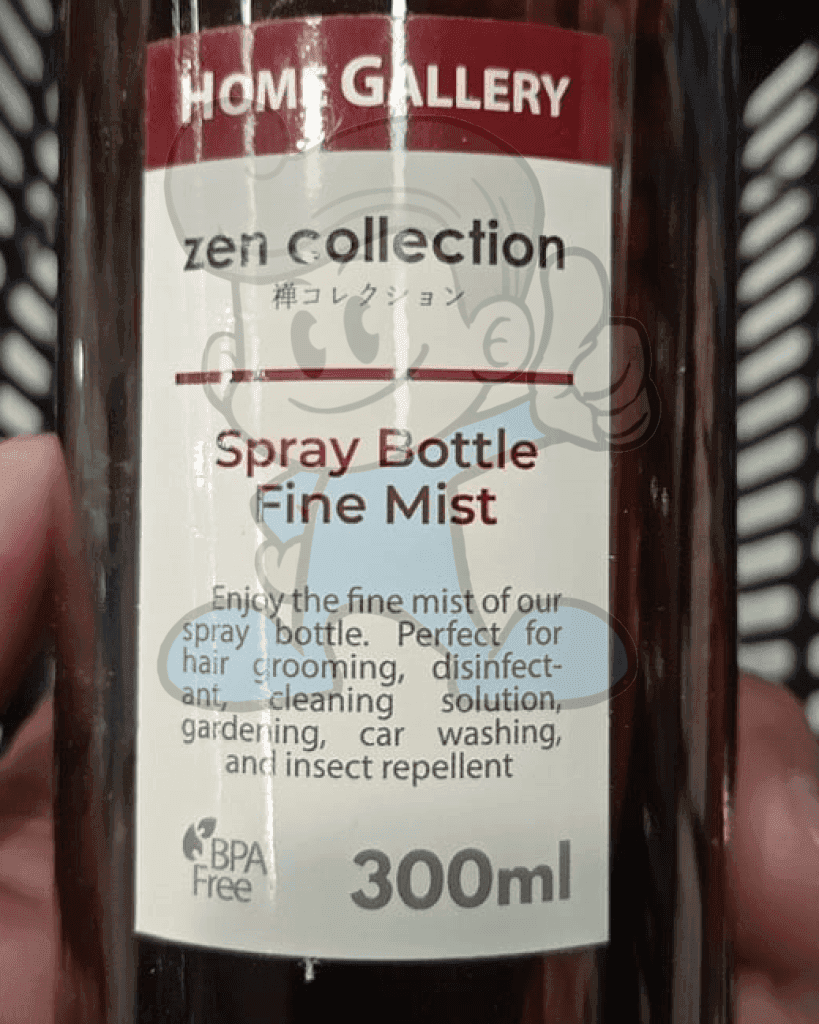 HOME GALLERY
zen collection
禅コレクション
Spray Bottle
Fine Mist
Enjoy the fine mist of our
spray bottle. Perfect for
hair grooming, disinfect-
ant, cleaning solution,
gardening, car washing,
and insect repellent
BPA
Free
300ml